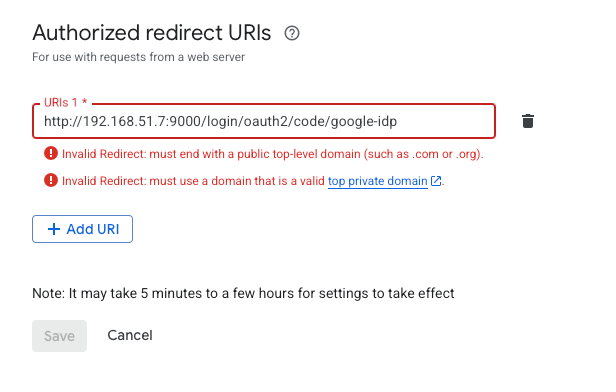 Authorized redirect URIs
For use with requests from a web server
URIs 1 *
http://192.168.51.7:9000/login/oauth2/code/google-idp
Invalid Redirect: must end with a public top-level domain (such as .com or .org).
Invalid Redirect: must use a domain that is a valid top private domain.
+ Add URI
Note: It may take 5 minutes to a few hours for settings to take effect
Save Cancel